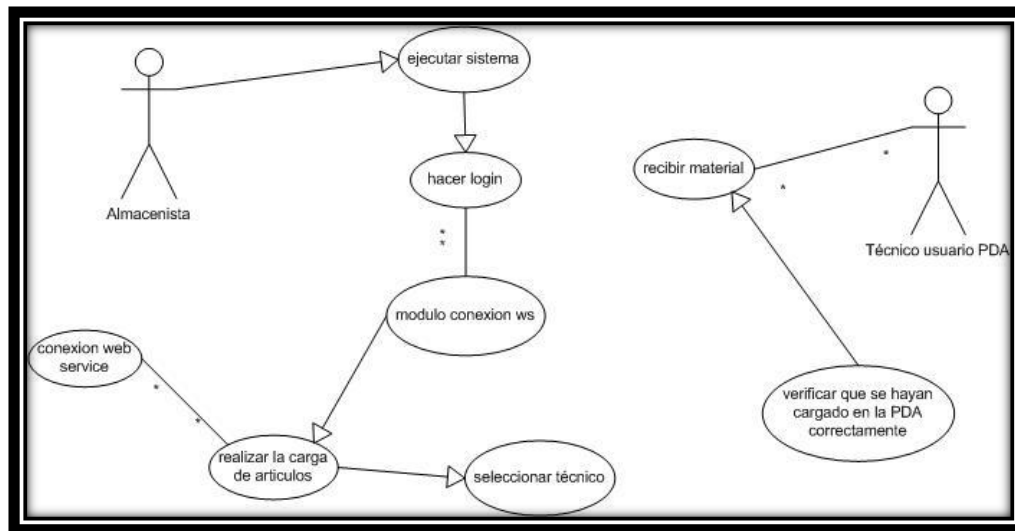 ejecutar sistema
hacer login
Almacenista
*
*
modulo conexion ws
conexion web
service
*
*
realizar la carga
de articulos
seleccionar técnico
recibir material
*
*
Técnico usuario PDA
verificar que se hayan
cargado en la PDA
correctamente